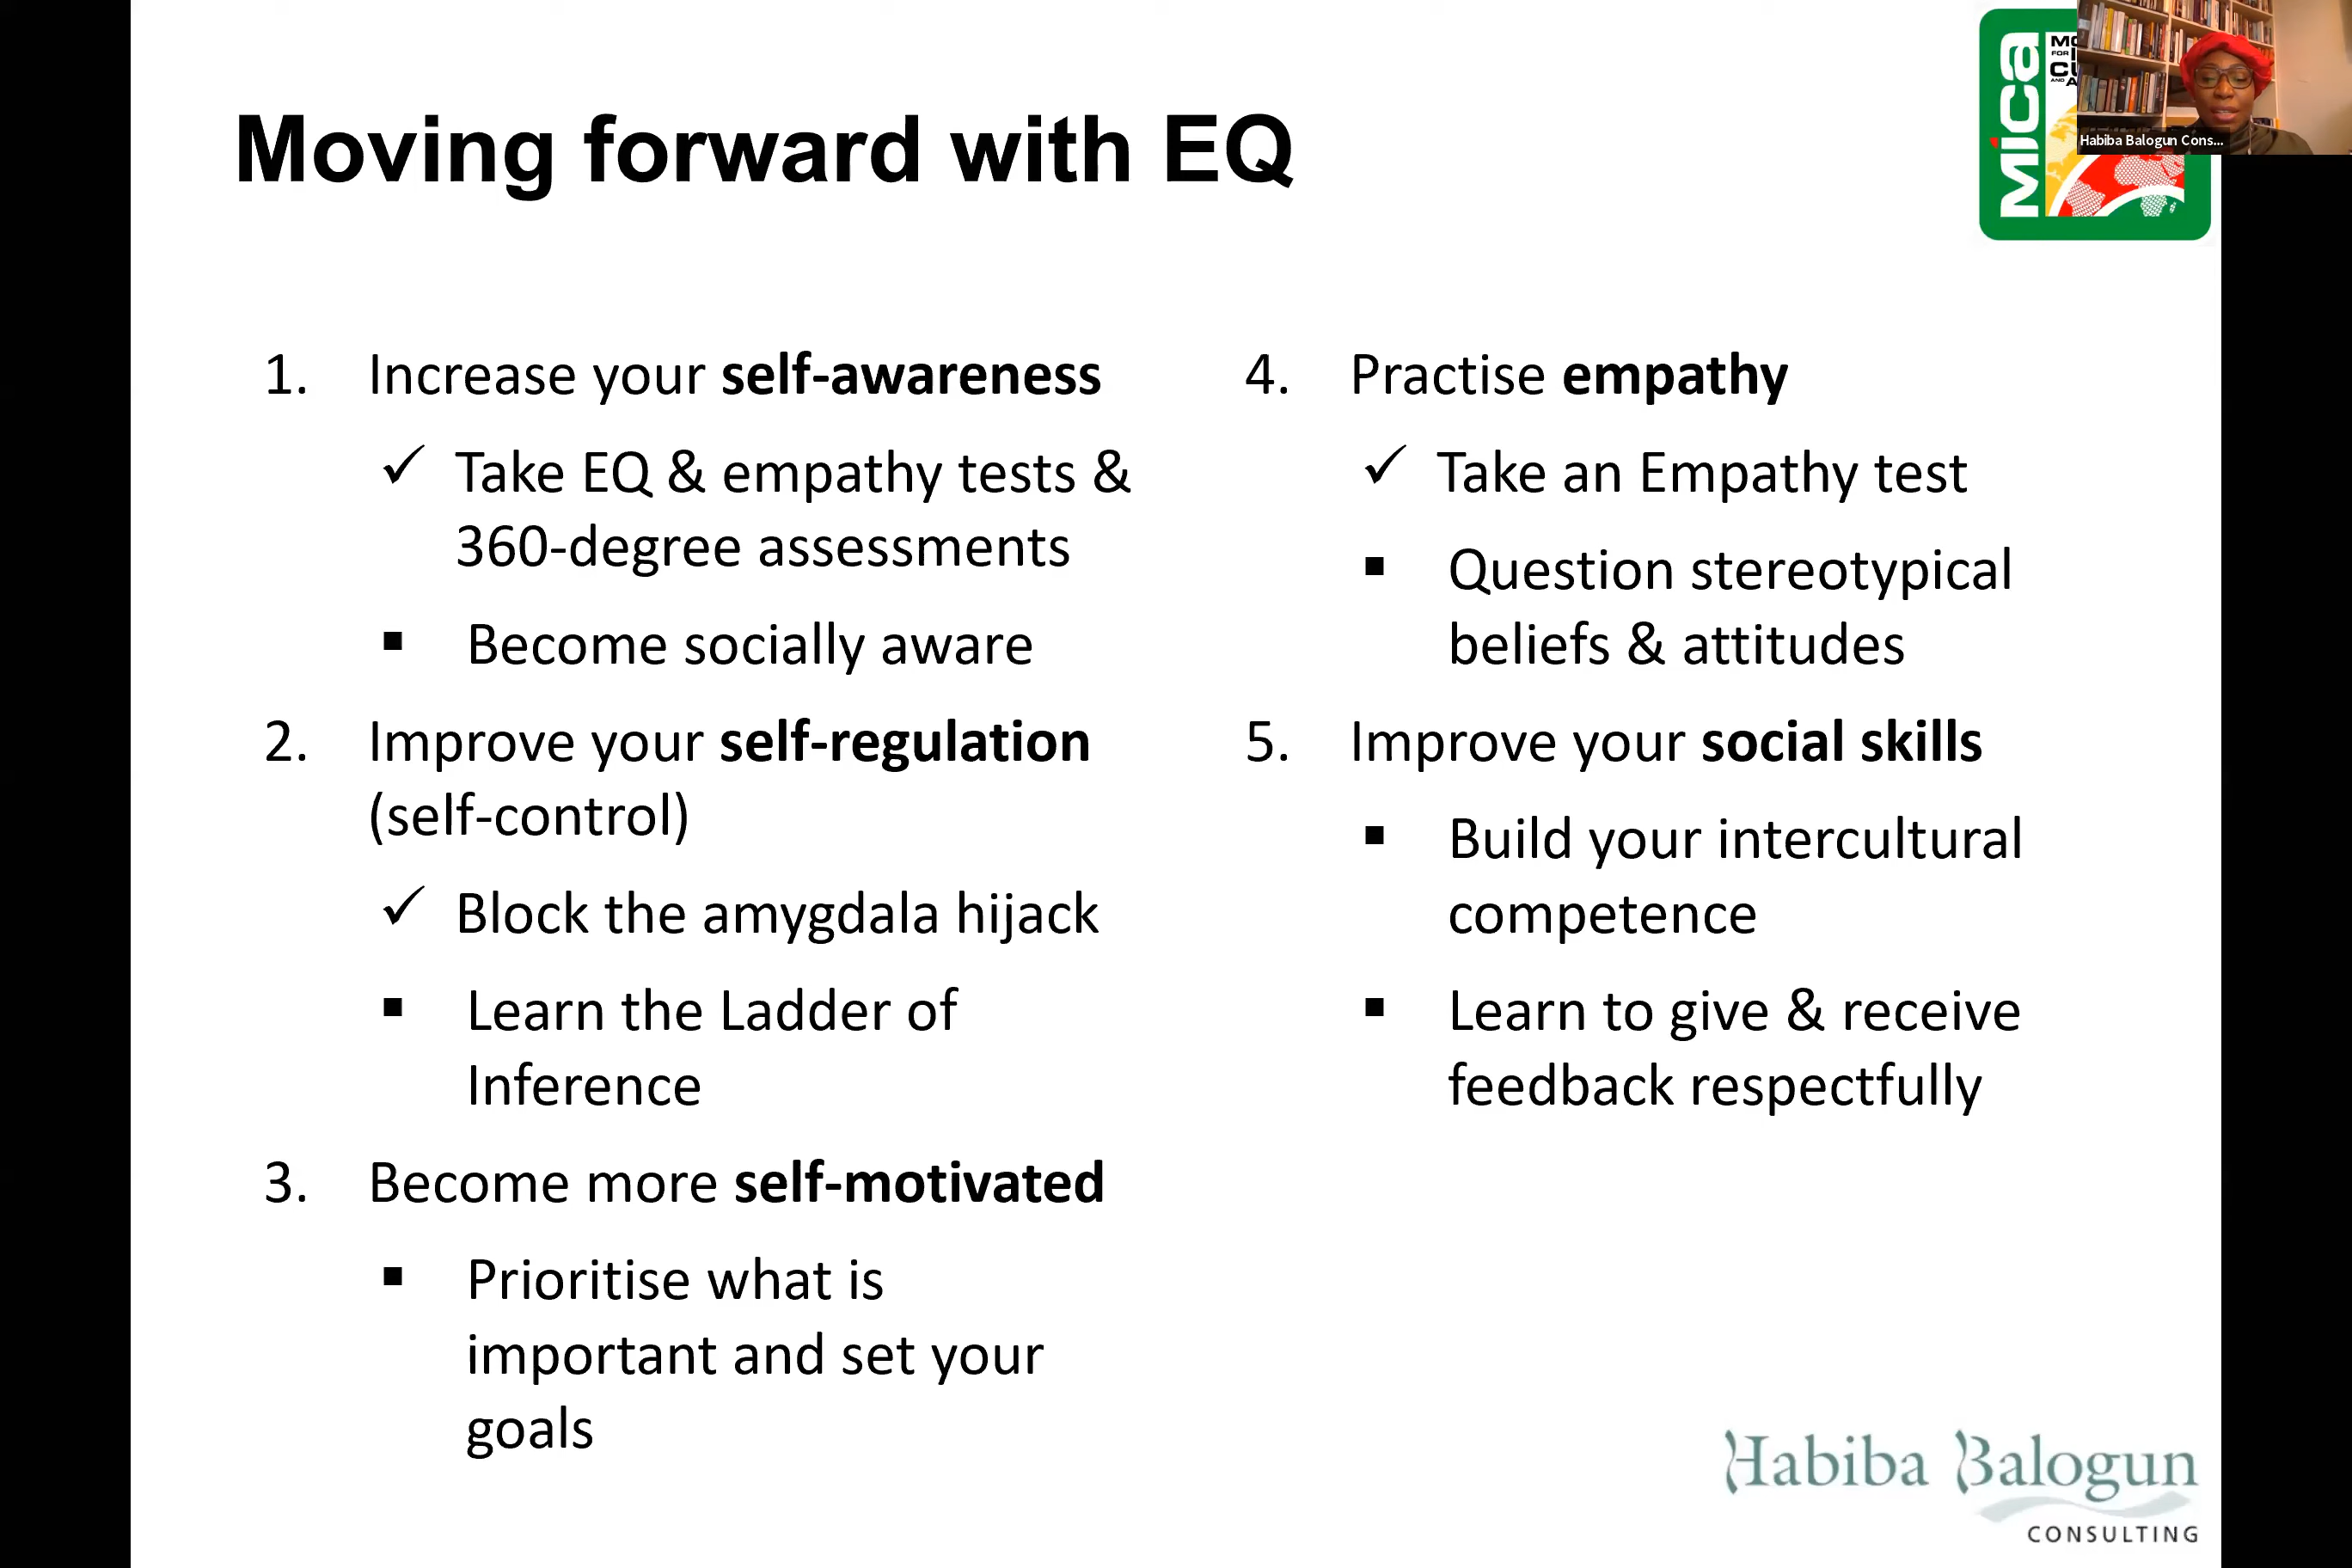 Moving forward with EQ
1. Increase your self-awareness
✓ Take EQ & empathy tests &
360-degree assessments
▪ Become socially aware
2. Improve your self-regulation
(self-control)
✓ Block the amygdala hijack
▪ Learn the Ladder of
Inference
3. Become more self-motivated
▪ Prioritise what is
important and set your
goals
4. Practise empathy
✓ Take an Empathy test
▪ Question stereotypical
beliefs & attitudes
5. Improve your social skills
▪ Build your intercultural
competence
▪ Learn to give & receive
feedback respectfully
Mica
FOR
AND
Habiba Balogun Cons...
Habiba Balogun
CONSULTING